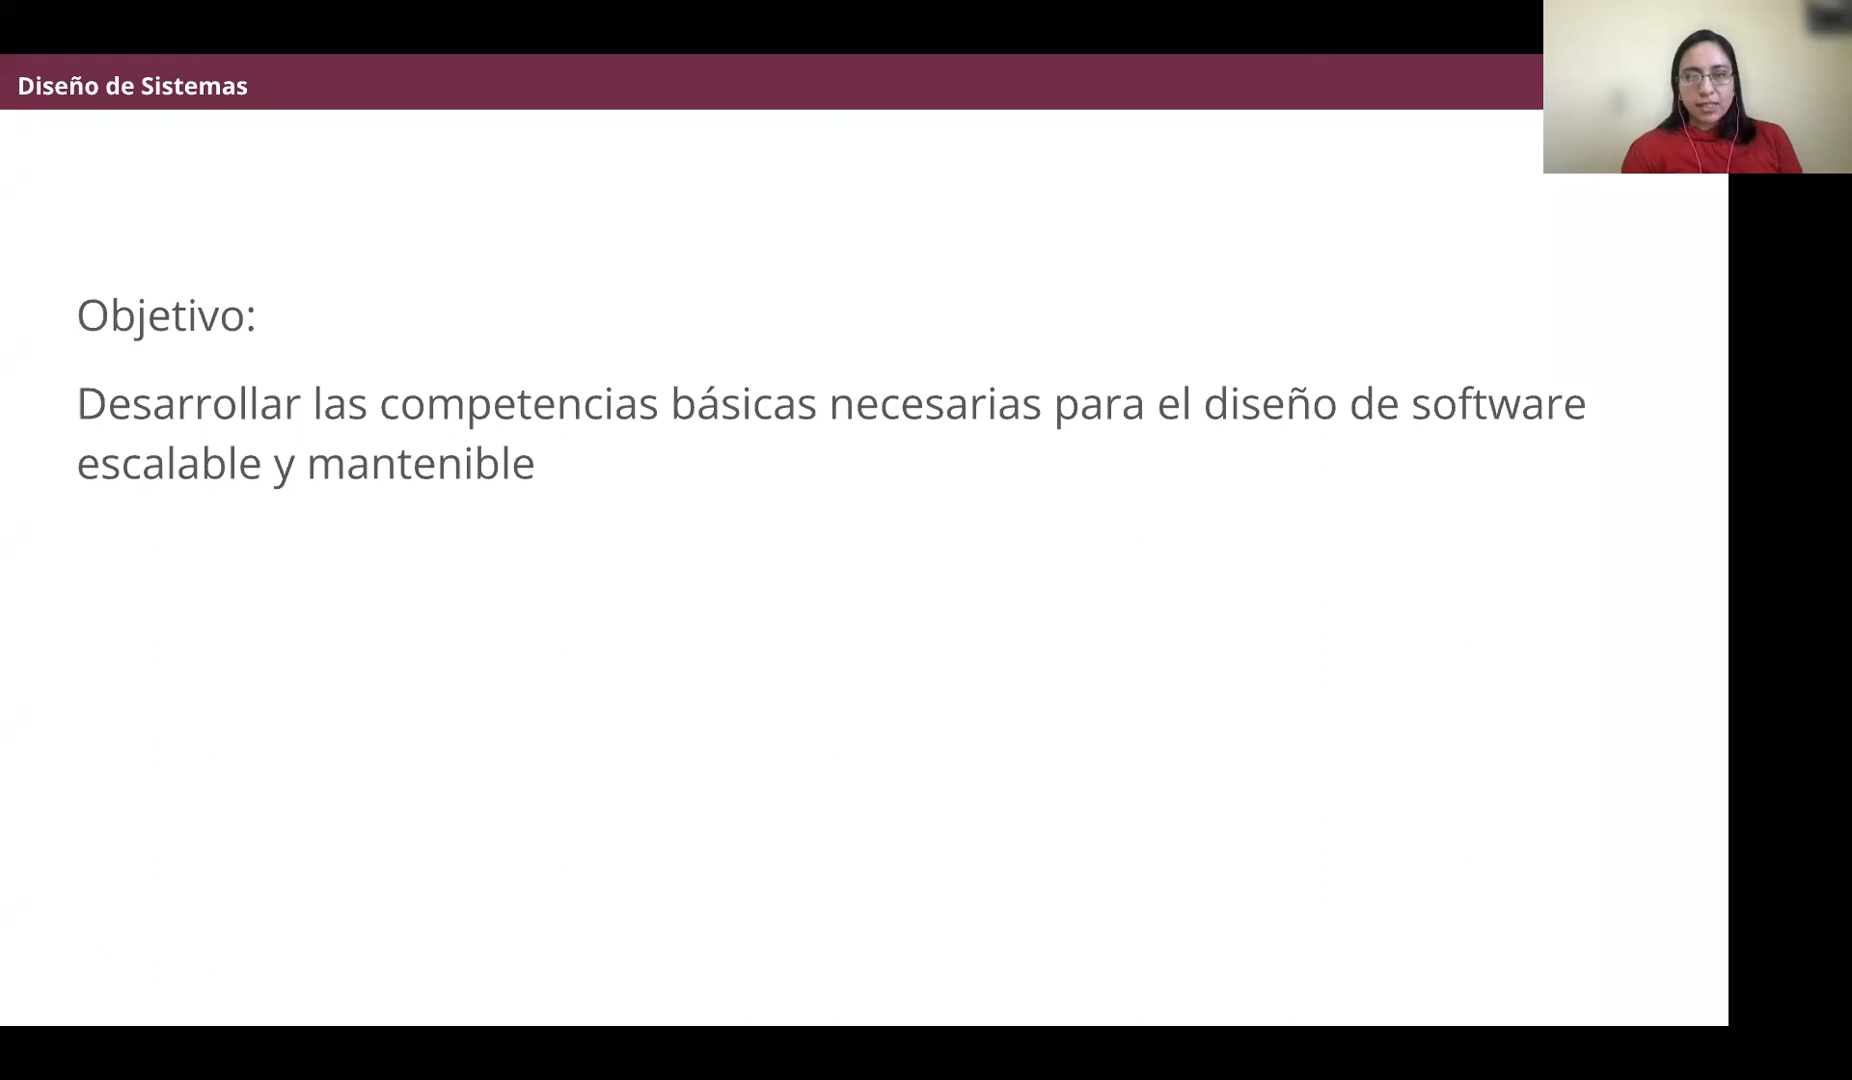 Diseño de Sistemas
Objetivo:
Desarrollar las competencias básicas necesarias para el diseño de software
escalable y mantenible